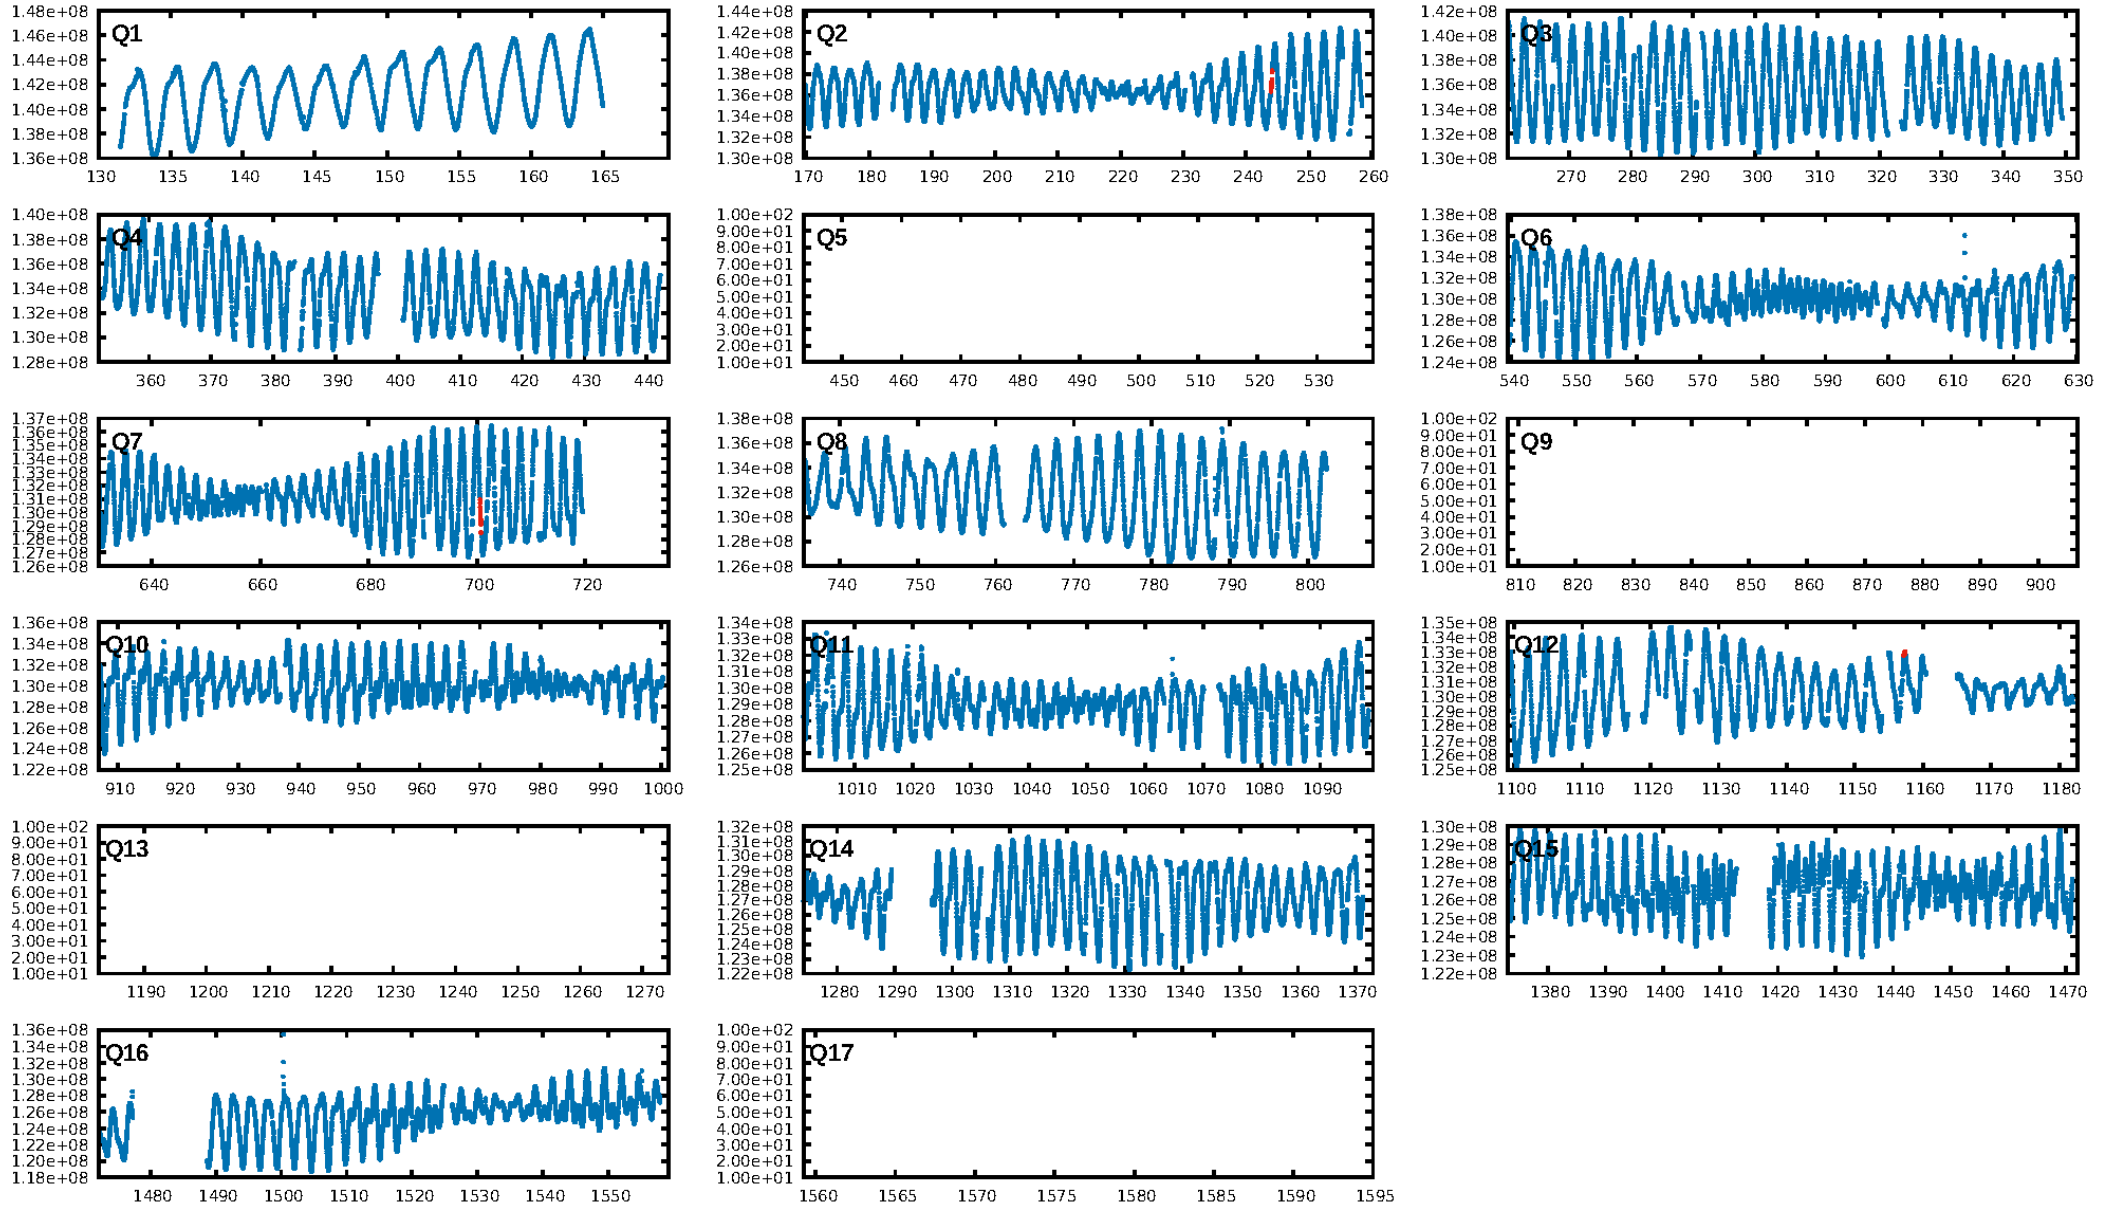 Q1
1.48e+08
1.46e+08
1.44e+08
1.42e+08
1.40e+08
1.38e+08
1.36e+08
130 135 140 145 150 155 160 165
Q2
1.44e+08
1.42e+08
1.40e+08
1.38e+08
1.36e+08
1.34e+08
1.32e+08
1.30e+08
170 180 190 200 210 220 230 240 250 260
Q3
1.42e+08
1.40e+08
1.38e+08
1.36e+08
1.34e+08
1.32e+08
1.30e+08
270 280 290 300 310 320 330 340 350
Q4
1.40e+08
1.38e+08
1.36e+08
1.34e+08
1.32e+08
1.30e+08
1.28e+08
360 370 380 390 400 410 420 430 440
Q5
1.00e+02
9.00e+01
8.00e+01
7.00e+01
6.00e+01
5.00e+01
4.00e+01
3.00e+01
2.00e+01
1.00e+01
450 460 470 480 490 500 510 520 530
Q6
1.38e+08
1.36e+08
1.34e+08
1.32e+08
1.30e+08
1.28e+08
1.26e+08
1.24e+08
540 550 560 570 580 590 600 610 620 630
Q7
1.37e+08
1.36e+08
1.35e+08
1.34e+08
1.33e+08
1.32e+08
1.31e+08
1.30e+08
1.29e+08
1.28e+08
1.27e+08
1.26e+08
640 660 680 700 720
Q8
1.38e+08
1.36e+08
1.34e+08
1.32e+08
1.30e+08
1.28e+08
1.26e+08
740 750 760 770 780 790 800
Q9
1.00e+02
9.00e+01
8.00e+01
7.00e+01
6.00e+01
5.00e+01
4.00e+01
3.00e+01
2.00e+01
1.00e+01
810 820 830 840 850 860 870 880 890 900
Q10
1.36e+08
1.34e+08
1.32e+08
1.30e+08
1.28e+08
1.26e+08
1.24e+08
1.22e+08
910 920 930 940 950 960 970 980 990 1000
Q11
1.34e+08
1.33e+08
1.32e+08
1.31e+08
1.30e+08
1.29e+08
1.28e+08
1.27e+08
1.26e+08
1.25e+08
1010 1020 1030 1040 1050 1060 1070 1080 1090
Q12
1.35e+08
1.34e+08
1.33e+08
1.32e+08
1.31e+08
1.30e+08
1.29e+08
1.28e+08
1.27e+08
1.26e+08
1.25e+08
1100 1110 1120 1130 1140 1150 1160 1170 1180
Q13
1.00e+02
9.00e+01
8.00e+01
7.00e+01
6.00e+01
5.00e+01
4.00e+01
3.00e+01
2.00e+01
1.00e+01
1190 1200 1210 1220 1230 1240 1250 1260 1270
Q14
1.32e+08
1.31e+08
1.30e+08
1.29e+08
1.28e+08
1.27e+08
1.26e+08
1.25e+08
1.24e+08
1.23e+08
1.22e+08
1280 1290 1300 1310 1320 1330 1340 1350 1360 1370
Q15
1.30e+08
1.29e+08
1.28e+08
1.27e+08
1.26e+08
1.25e+08
1.24e+08
1.23e+08
1.22e+08
1380 1390 1400 1410 1420 1430 1440 1450 1460 1470
Q16
1.36e+08
1.34e+08
1.32e+08
1.30e+08
1.28e+08
1.26e+08
1.24e+08
1.22e+08
1.20e+08
1.18e+08
1480 1490 1500 1510 1520 1530 1540 1550
Q17
1.00e+02
9.00e+01
8.00e+01
7.00e+01
6.00e+01
5.00e+01
4.00e+01
3.00e+01
2.00e+01
1.00e+01
1560 1565 1570 1575 1580 1585 1590 1595